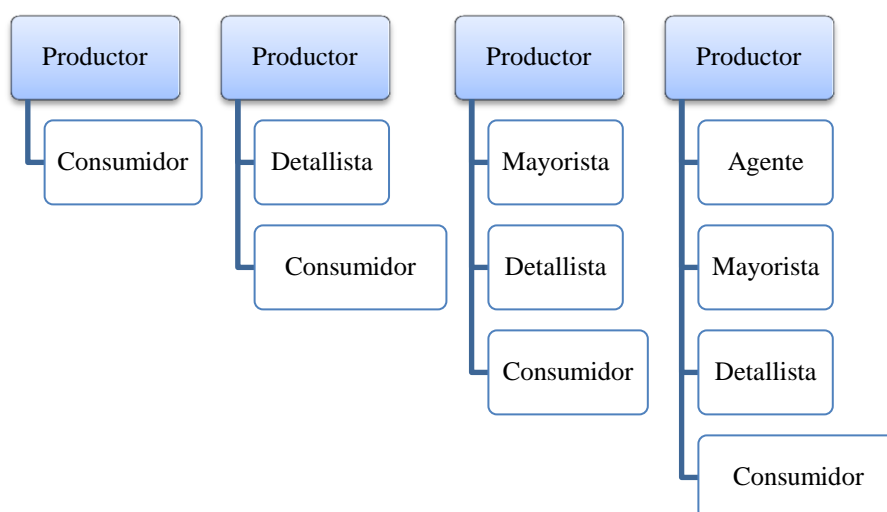 Productor
Consumidor
Productor
Detallista
Consumidor
Productor
Mayorista
Detallista
Consumidor
Productor
Agente
Mayorista
Detallista
Consumidor